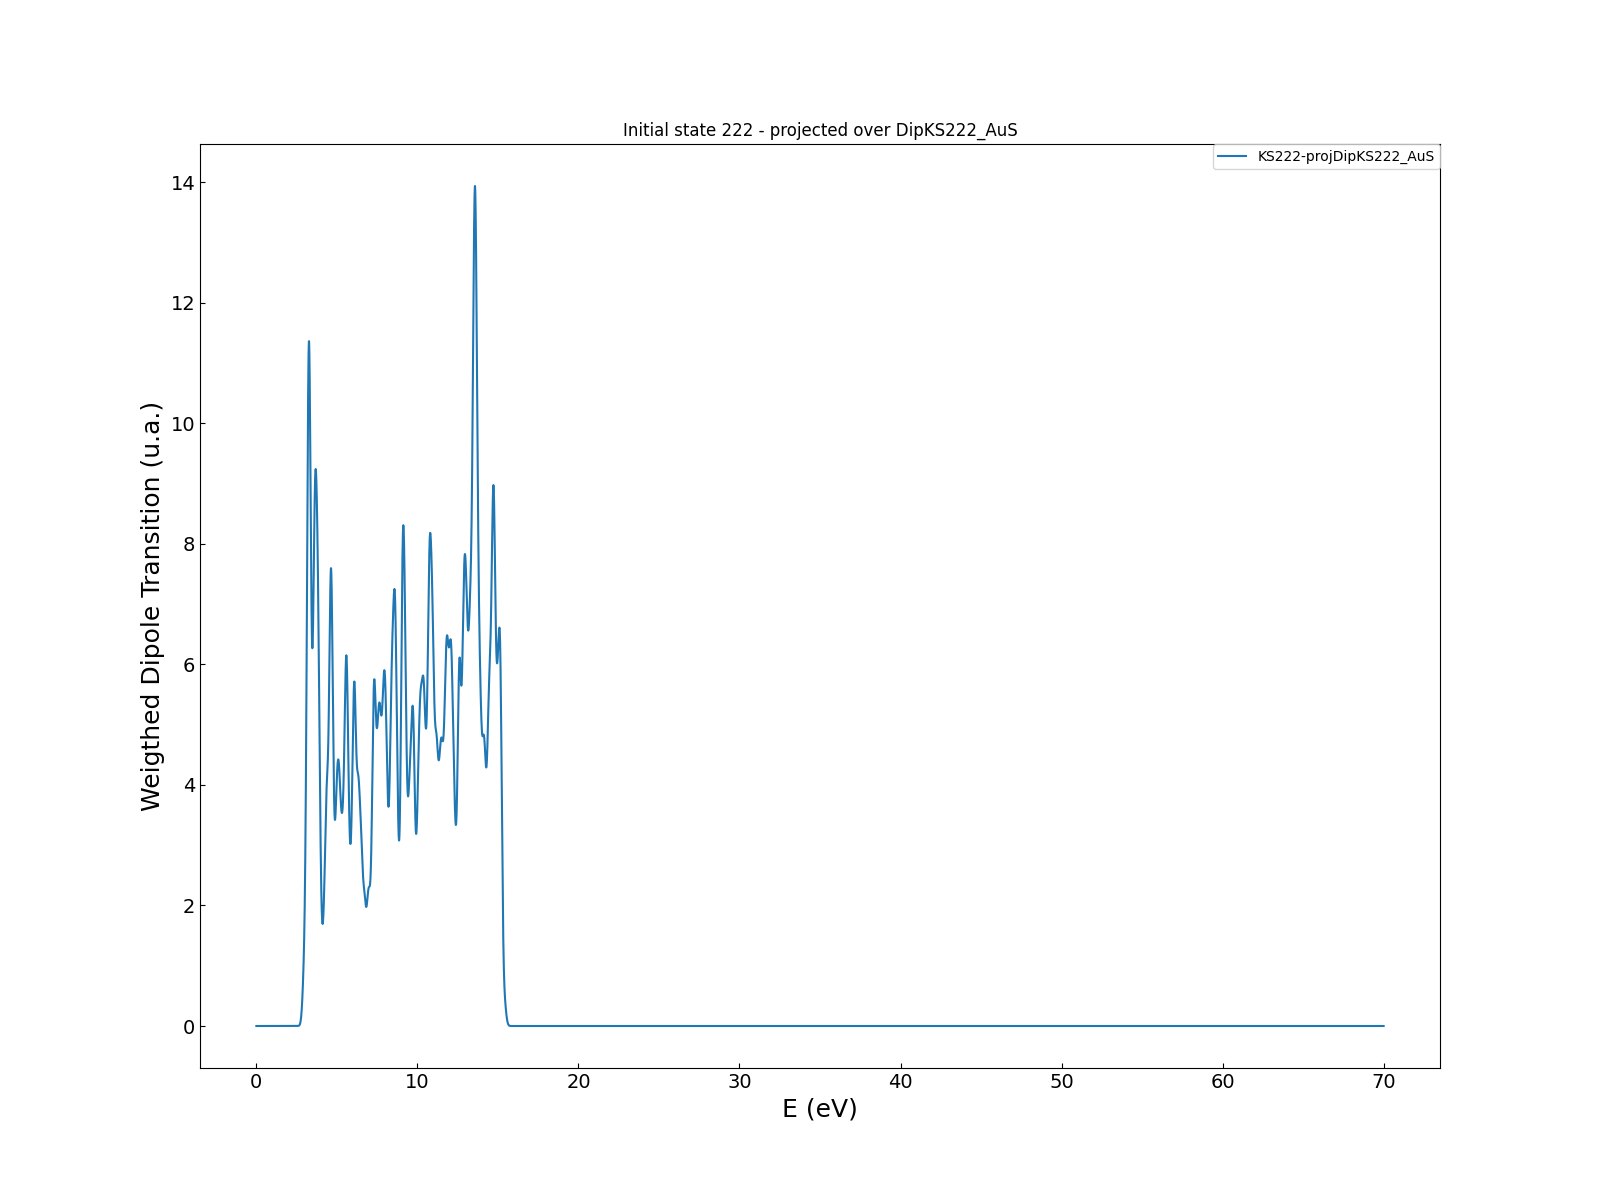 Initial state 222 - projected over DipKS222_AuS
KS222-projDipKS222_AuS
14
12
10
8
6
4
2
0
Weigthed Dipole Transition (u.a.)
0 10 20 30 40 50 60 70
E (eV)